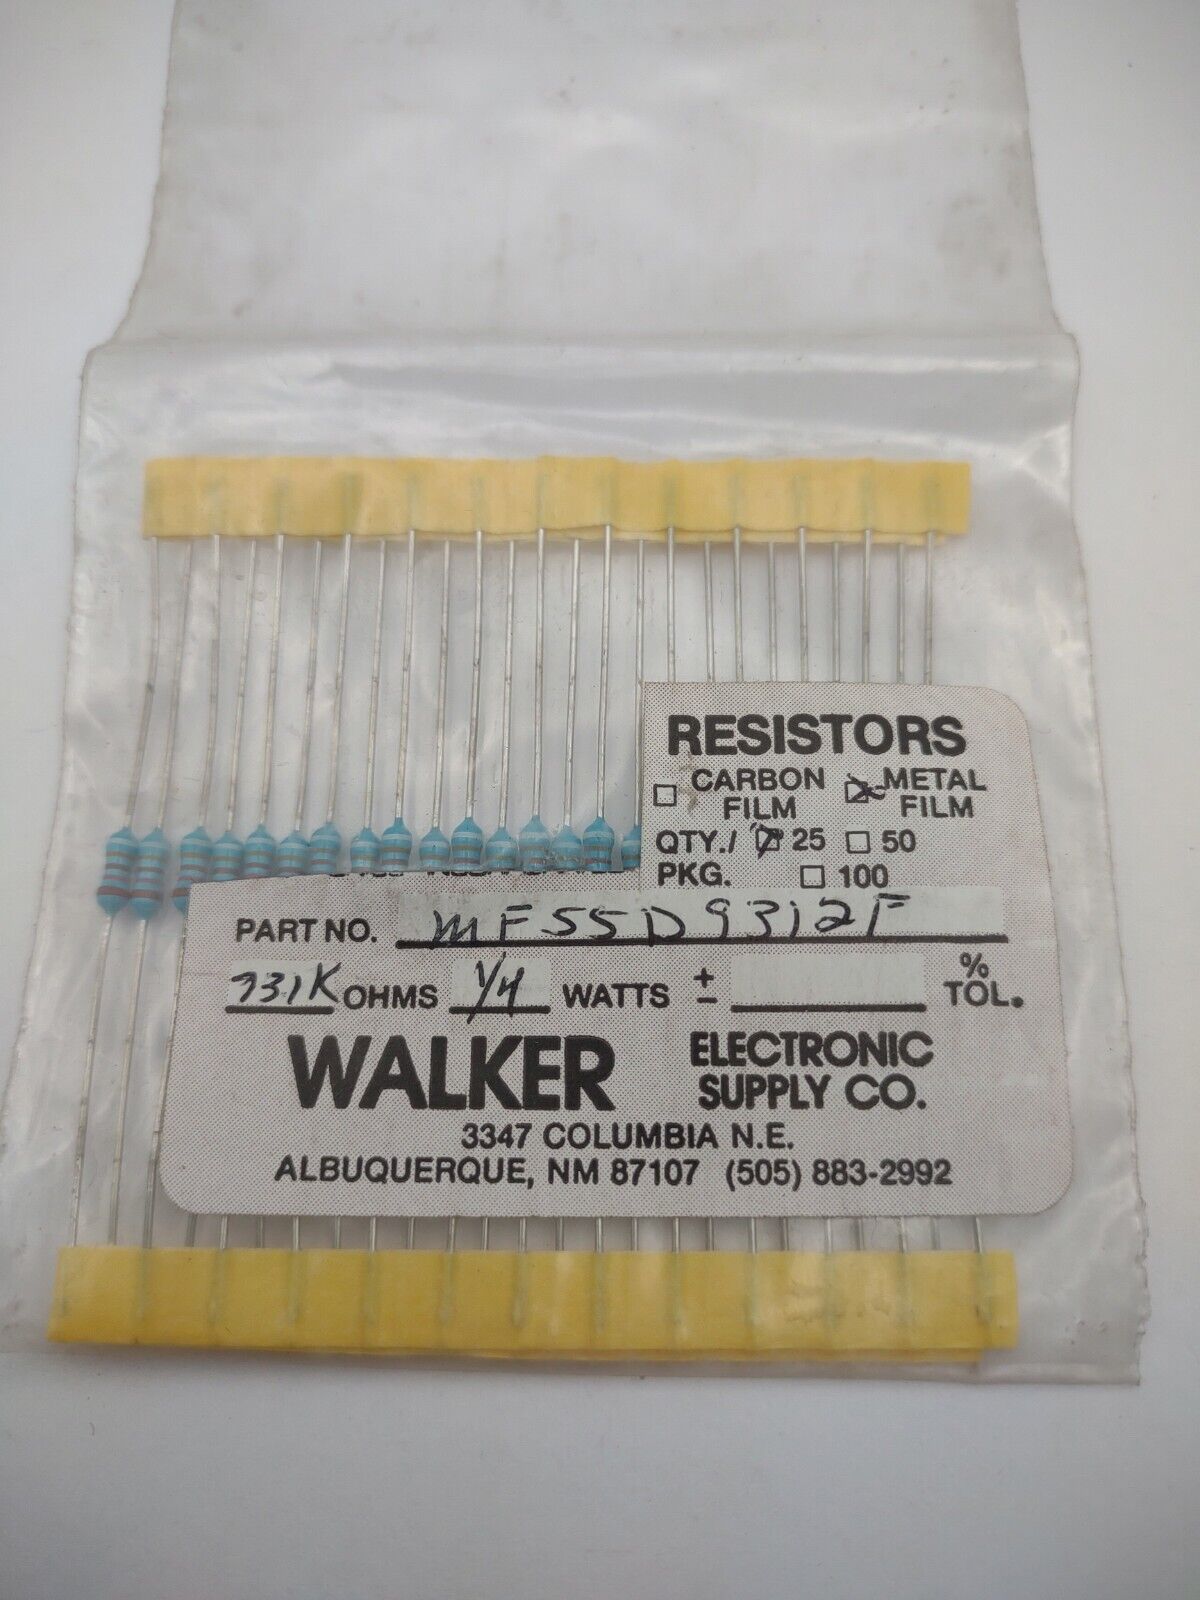 RESISTORS
CARBON FILM METAL FILM
QTY./ PKG. 25 50
100
PART NO. MF55D9312F
931K OHMS 1/4 WATTS ± % TOL.
WALKER ELECTRONIC SUPPLY CO.
3347 COLUMBIA N.E.
ALBUQUERQUE, NM 87107 (505) 883-2992